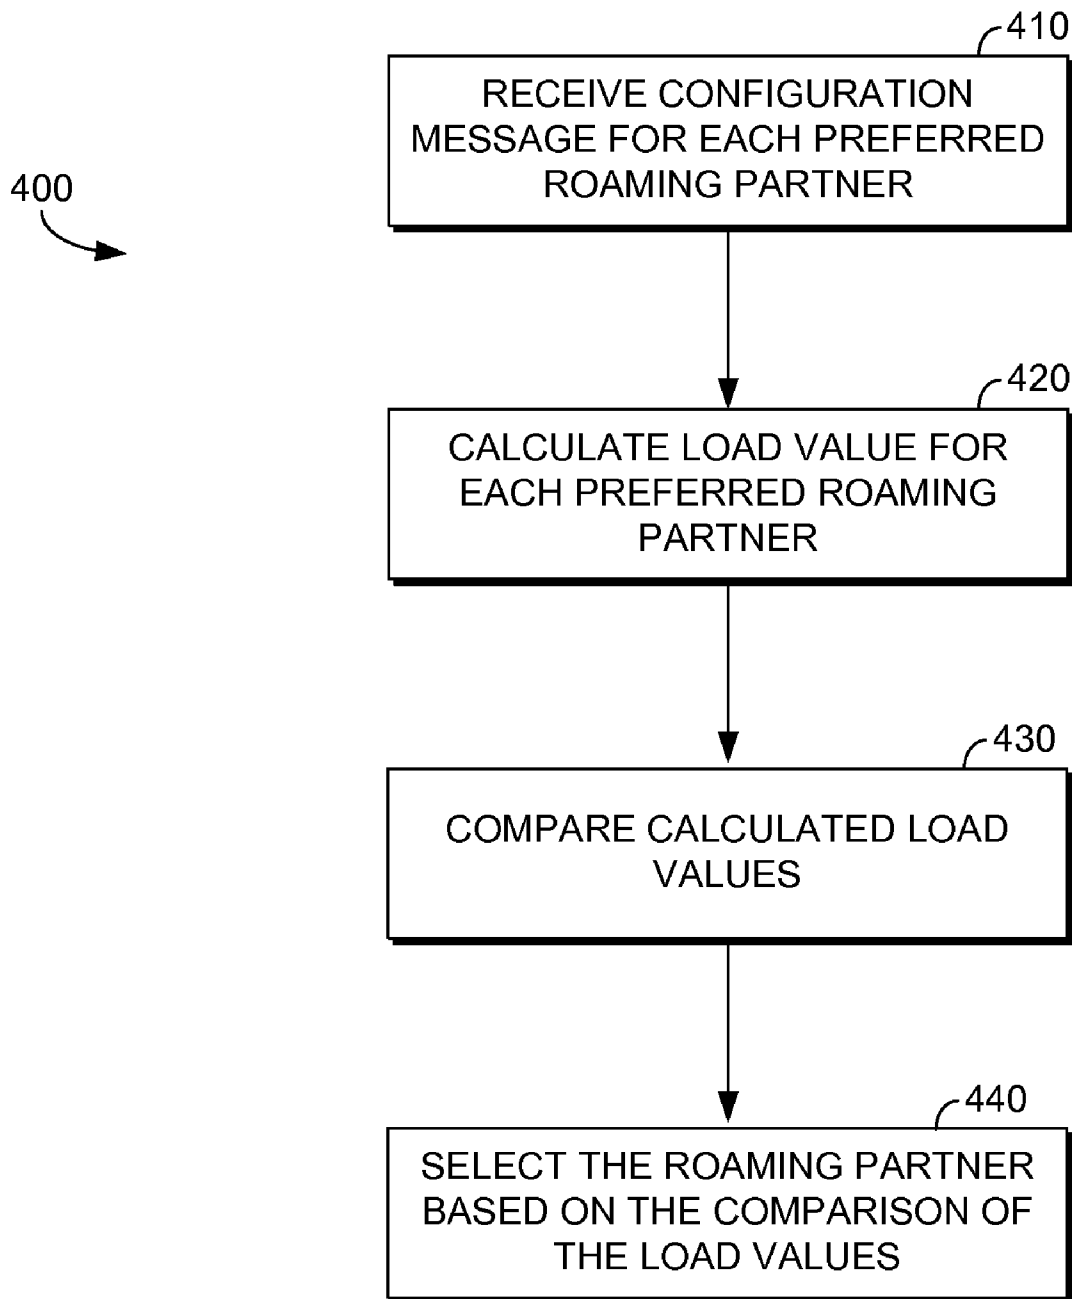 410
RECEIVE CONFIGURATION
MESSAGE FOR EACH PREFERRED
ROAMING PARTNER
400
420
CALCULATE LOAD VALUE FOR
EACH PREFERRED ROAMING
PARTNER
430
COMPARE CALCULATED LOAD
VALUES
440
SELECT THE ROAMING PARTNER
BASED ON THE COMPARISON OF
THE LOAD VALUES